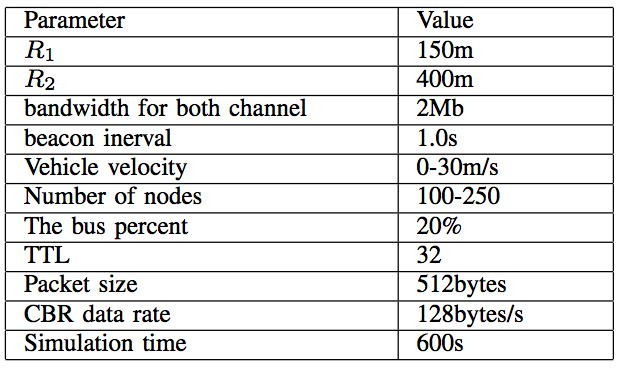 Parameter Value
R1 150m
R2 400m
bandwidth for both channel 2Mb
beacon inerval 1.0s
Vehicle velocity 0-30m/s
Number of nodes 100-250
The bus percent 20%
TTL 32
Packet size 512bytes
CBR data rate 128bytes/s
Simulation time 600s